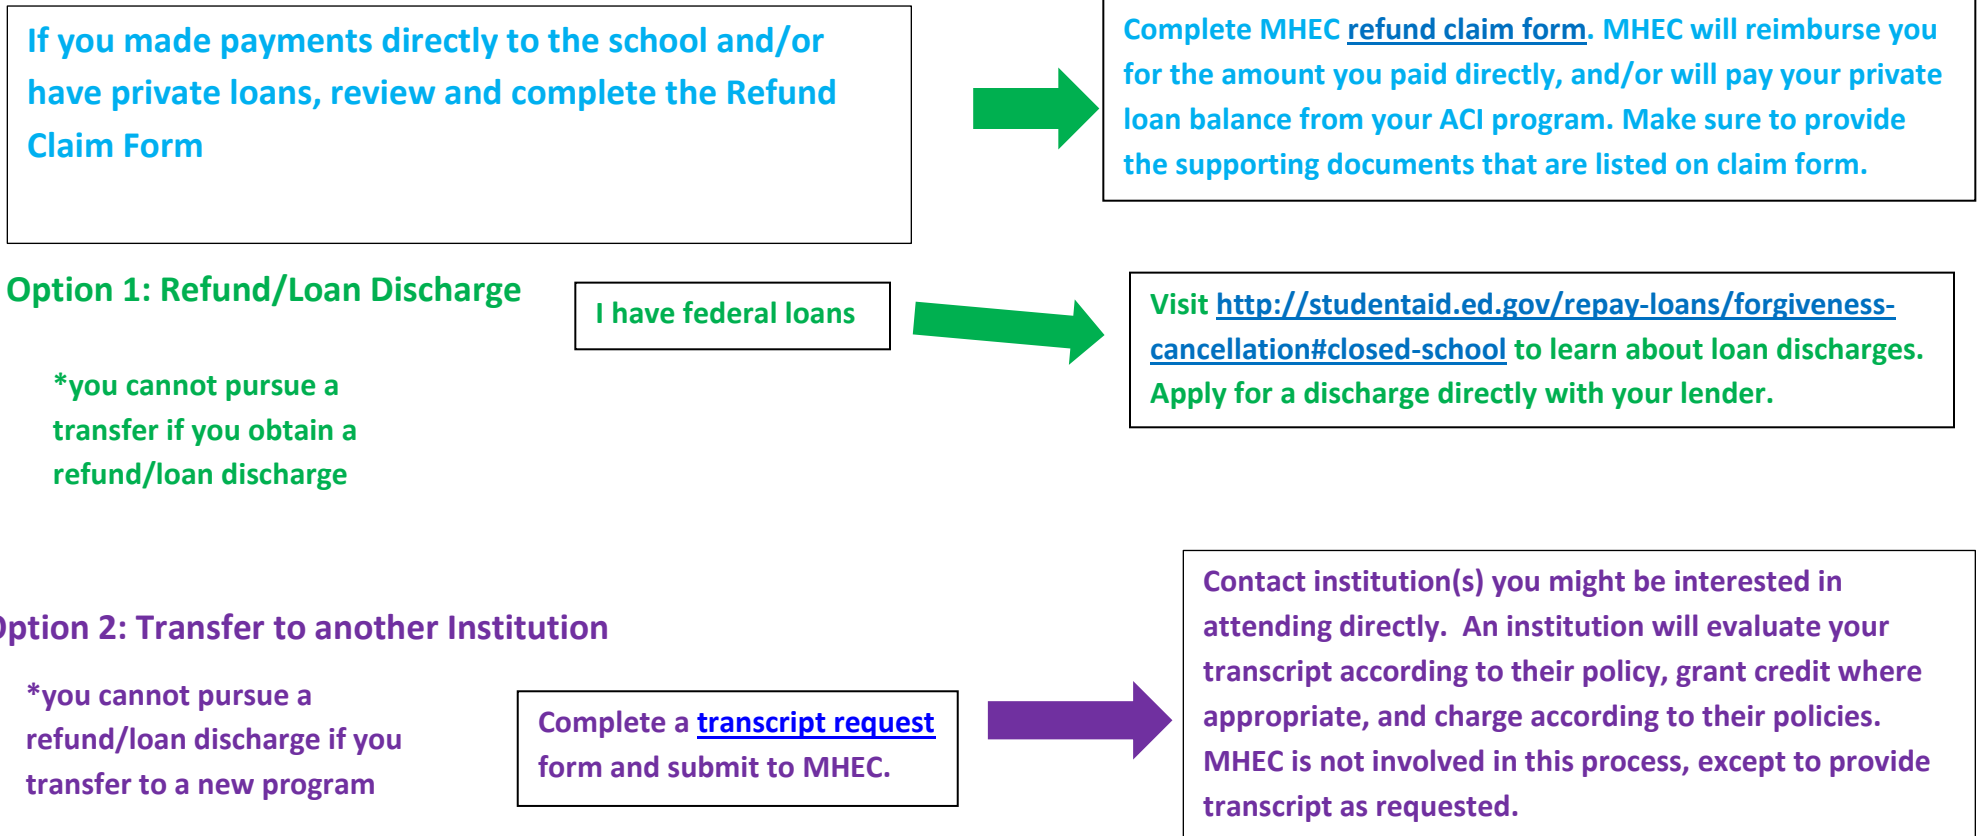 If you made payments directly to the school and/or
have private loans, review and complete the Refund
Claim Form
Complete MHEC refund claim form. MHEC will reimburse you
for the amount you paid directly, and/or will pay your private
loan balance from your ACI program. Make sure to provide
the supporting documents that are listed on claim form.
Option 1: Refund/Loan Discharge
*you cannot pursue a
transfer if you obtain a
refund/loan discharge
I have federal loans
Visit http://studentaid.ed.gov/repay-loans/forgiveness-
cancellation#closed-school to learn about loan discharges.
Apply for a discharge directly with your lender.
Option 2: Transfer to another Institution
*you cannot pursue a
refund/loan discharge if you
transfer to a new program
Complete a transcript request
form and submit to MHEC.
Contact institution(s) you might be interested in
attending directly.  An institution will evaluate your
transcript according to their policy, grant credit where
appropriate, and charge according to their policies.
MHEC is not involved in this process, except to provide
transcript as requested.